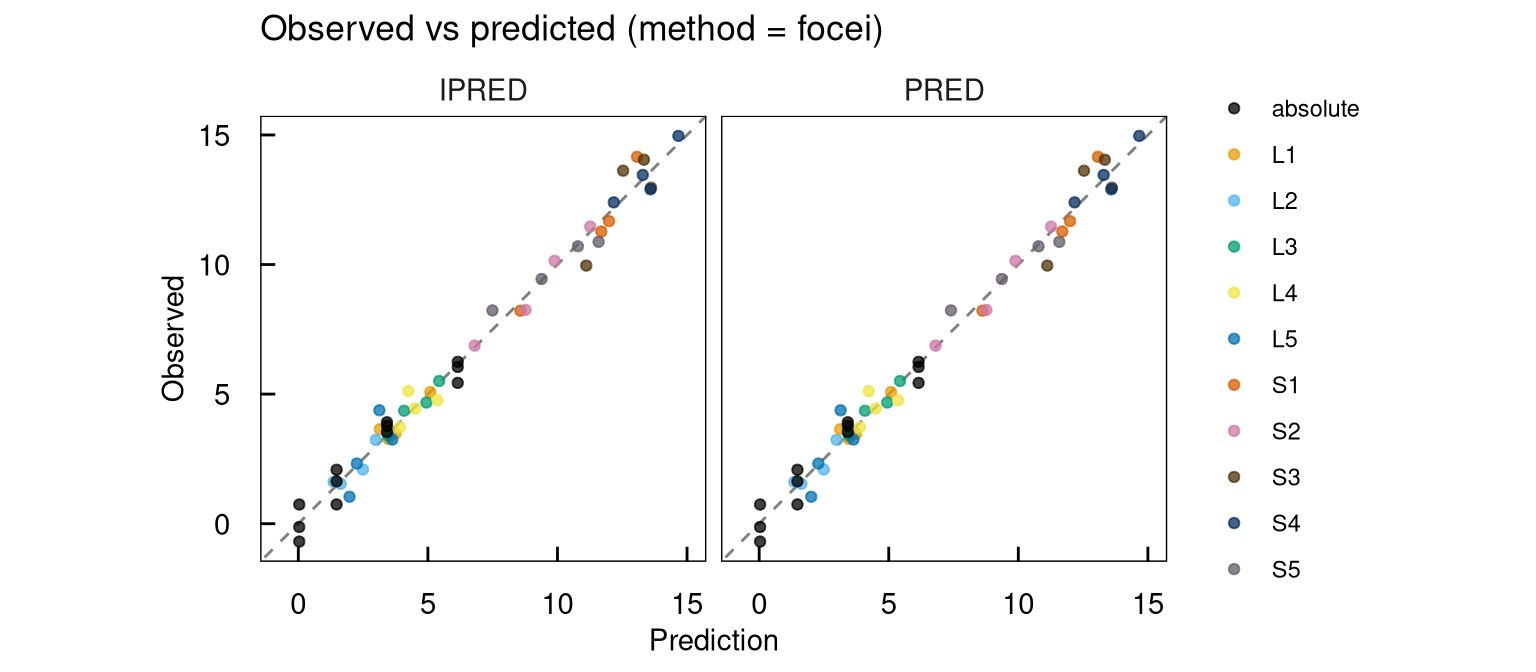 Observed vs predicted (method = focei)
IPRED
PRED
Observed
15
10
5
0
0 5 10 15
0 5 10 15
Prediction
absolute
L1
L2
L3
L4
L5
S1
S2
S3
S4
S5